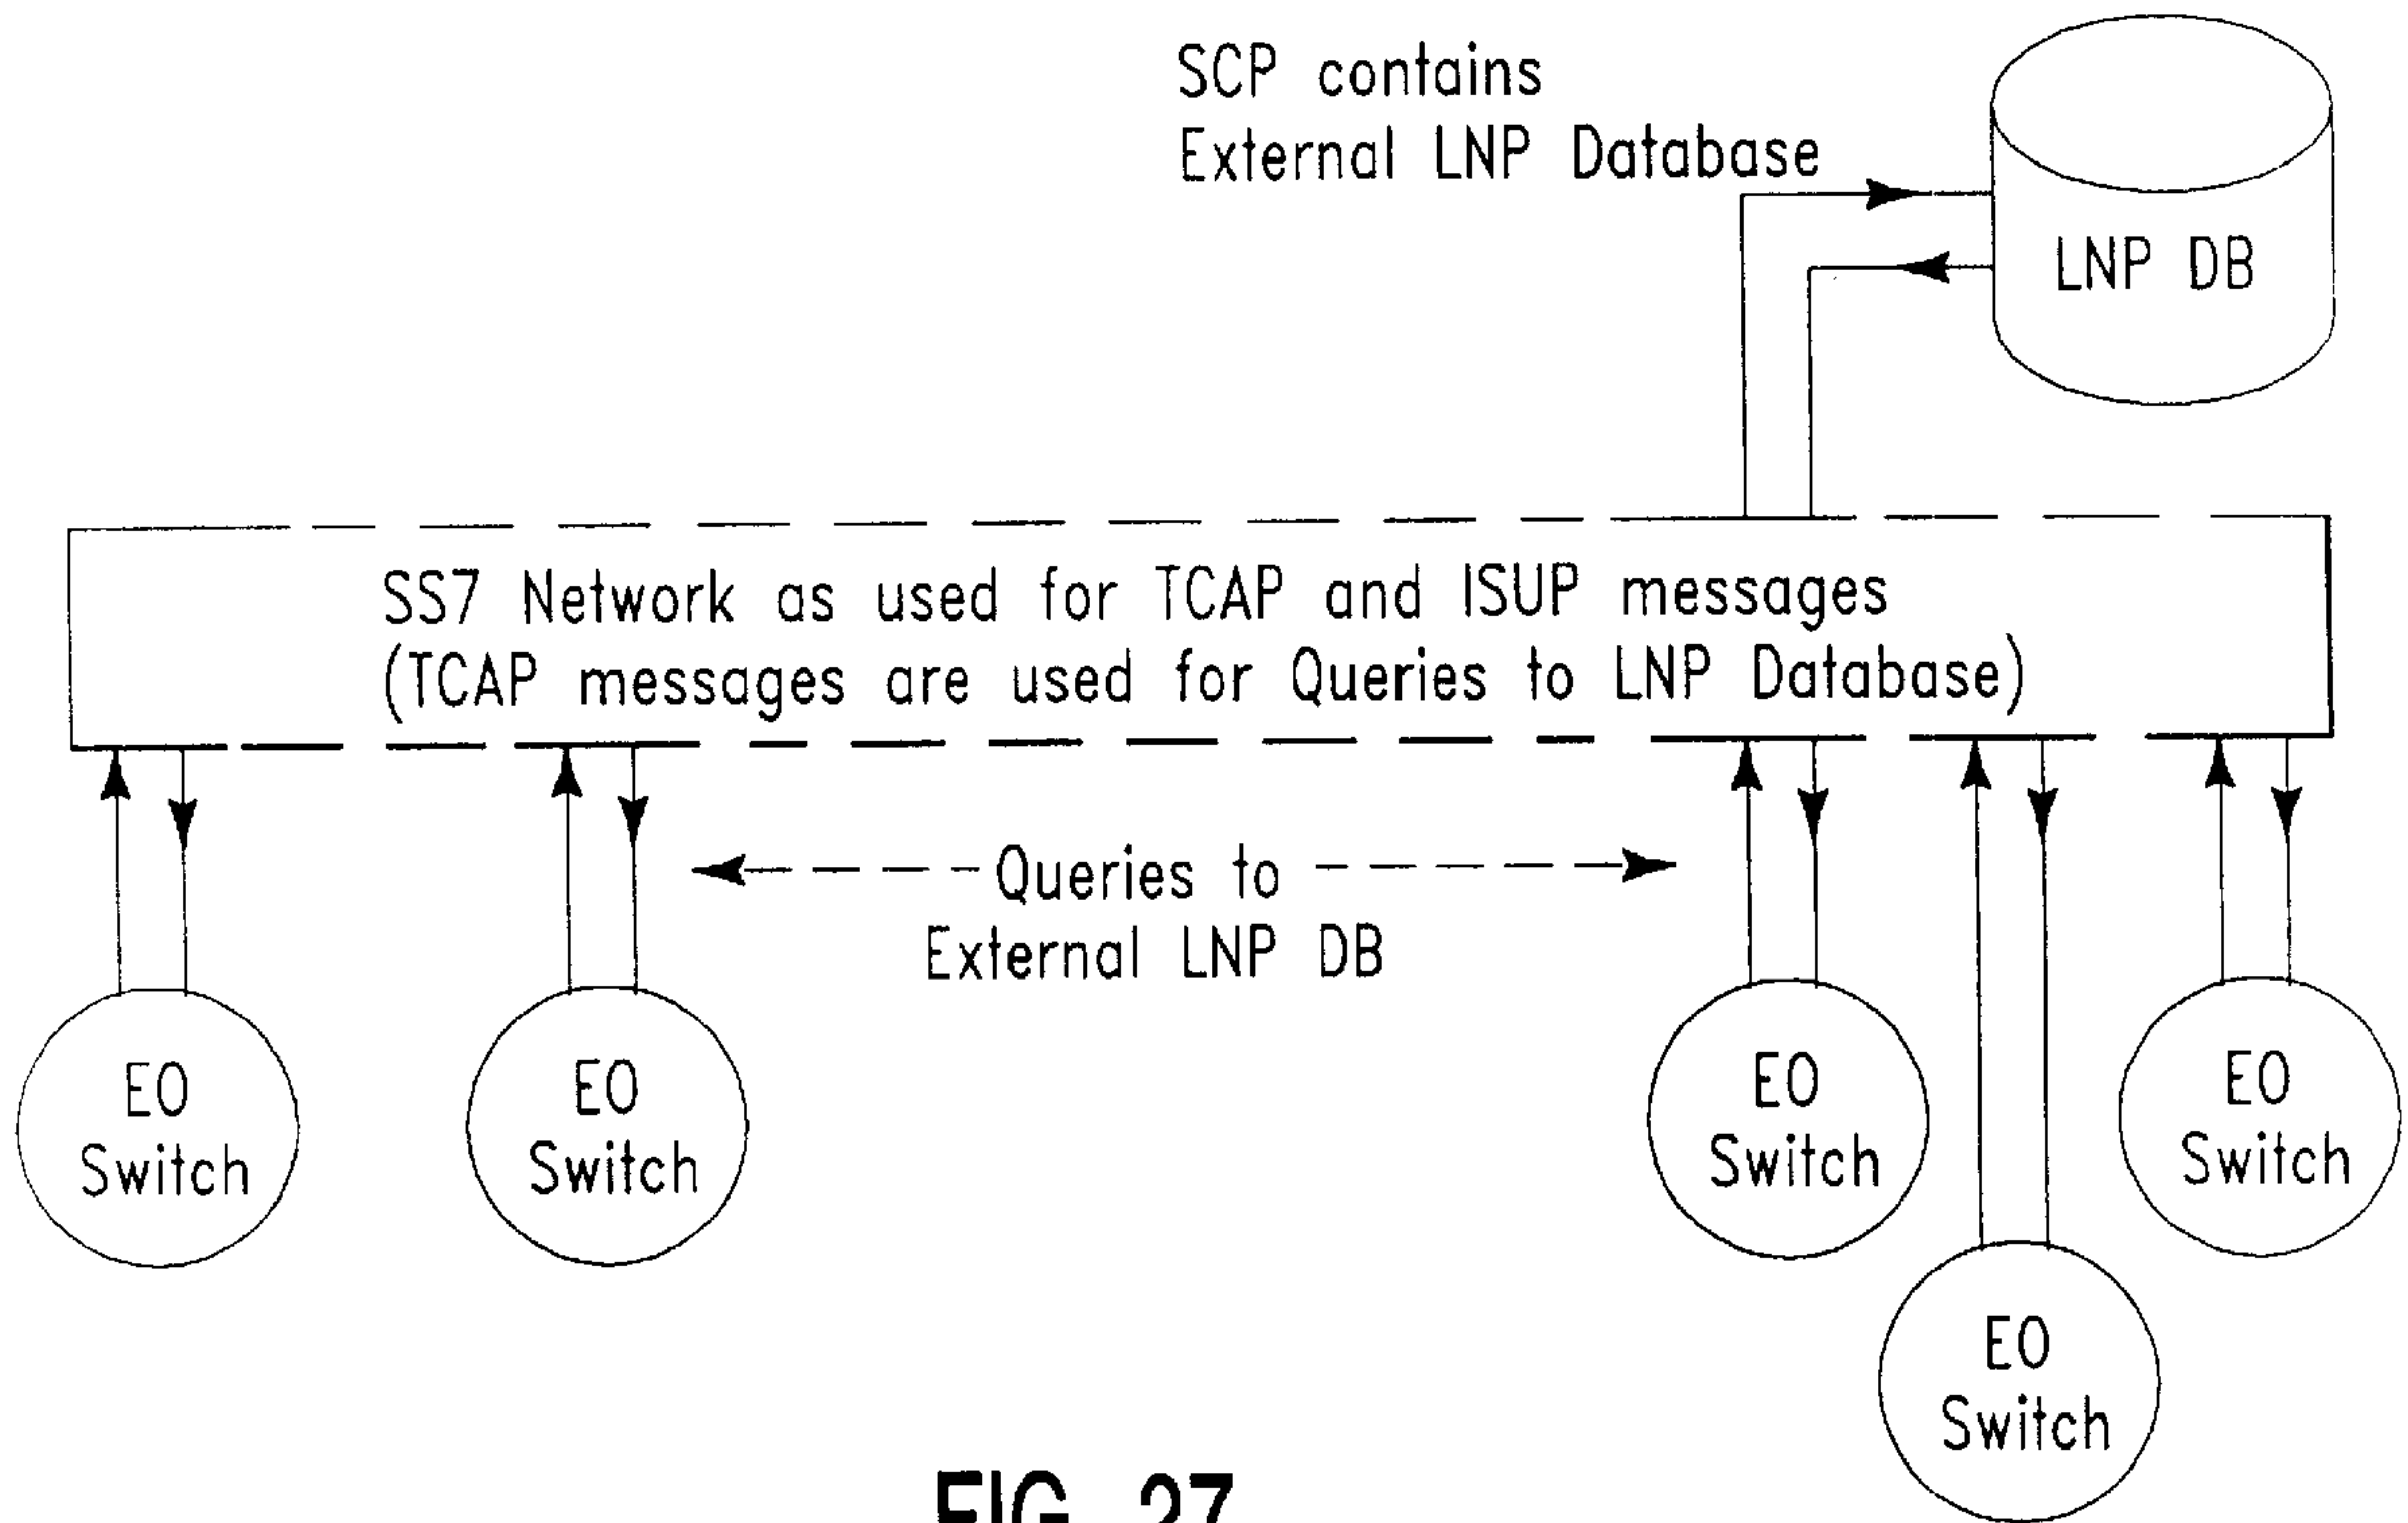 SCP contains
External LNP Database
LNP DB
SS7 Network as used for TCAP and ISUP messages
(TCAP messages are used for Queries to LNP Database)
Queries to
External LNP DB
EO
Switch
EO
Switch
EO
Switch
EO
Switch
EO
Switch
FIG. 27